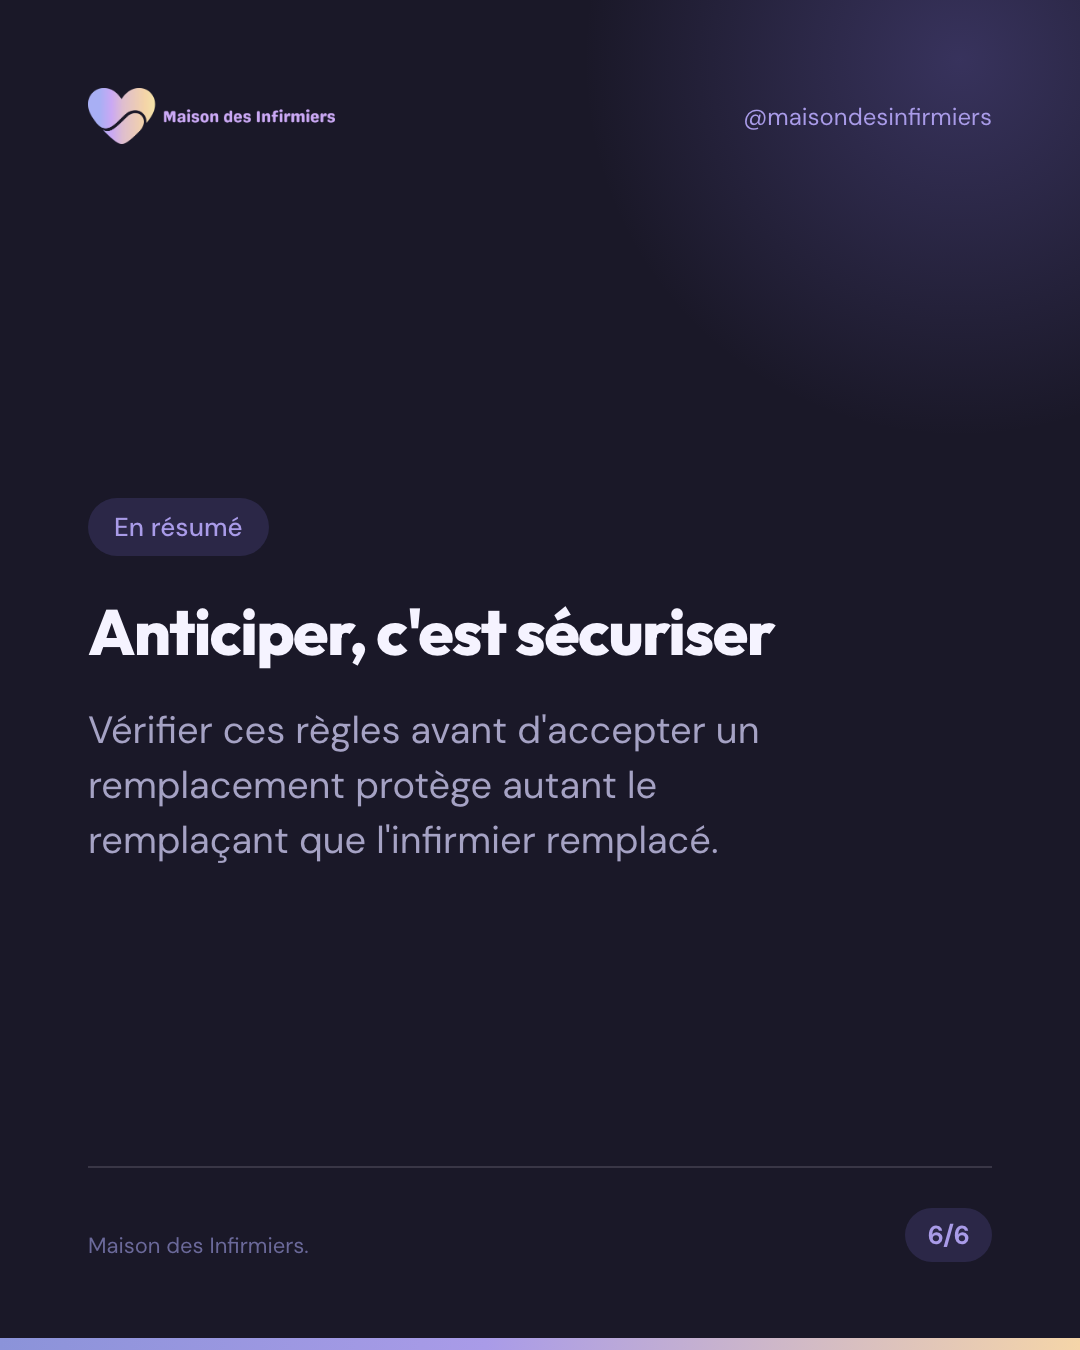 Maison des Infirmiers
@maisondesinfirmiers
En résumé
Anticiper, c'est sécuriser
Vérifier ces règles avant d'accepter un
remplacement protège autant le
remplaçant que l'infirmier remplacé.
Maison des Infirmiers.
6/6